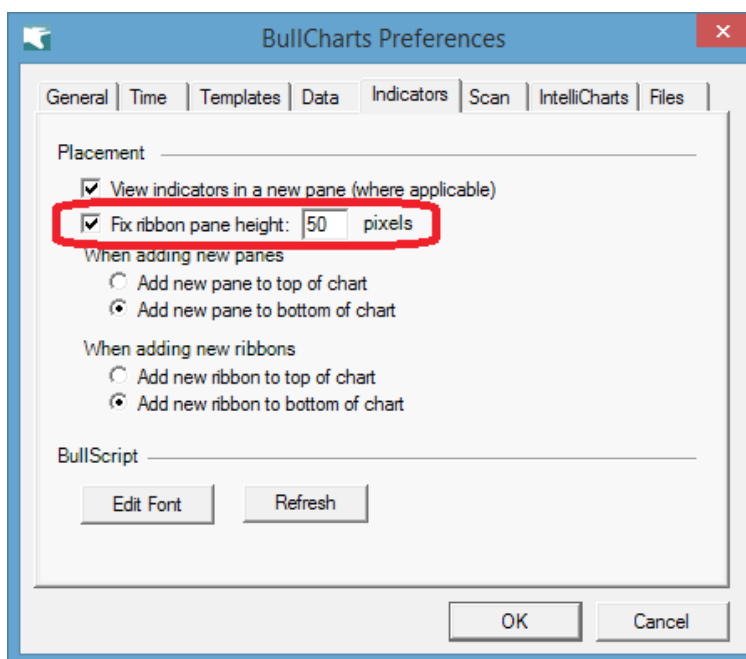 BullCharts Preferences
General Time Templates Data Indicators Scan IntelliCharts Files
Placement
View indicators in a new pane (where applicable)
Fix ribbon pane height: 50 pixels
When adding new panes
Add new pane to top of chart
Add new pane to bottom of chart
When adding new ribbons
Add new ribbon to top of chart
Add new ribbon to bottom of chart
BullScript
Edit Font Refresh
OK Cancel